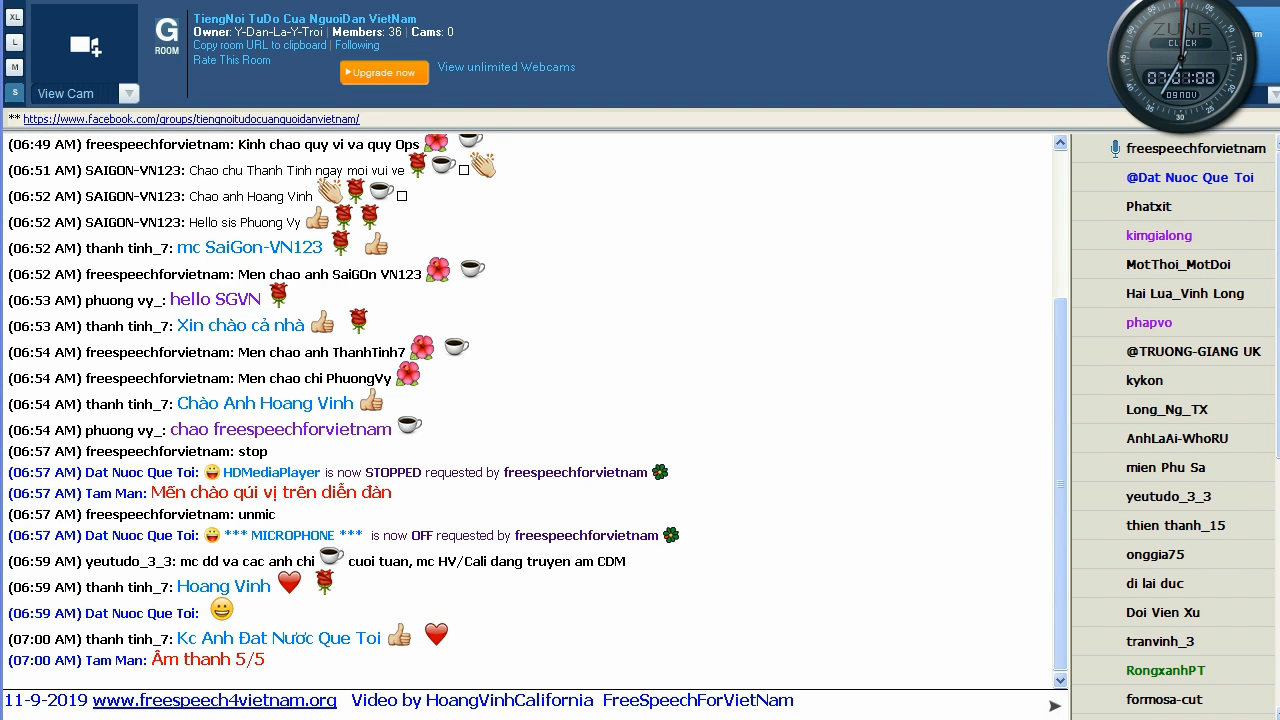 XL
L
M
S
View Cam
G
ROOM
TiengNoi TuDo Cua NguoiDan VietNam
Owner: Y-Dan-La-Y-Troi | Members: 36 | Cams: 0
Copy room URL to clipboard | Following
Rate This Room
Upgrade now
View unlimited Webcams
ZUNE
CLOCK
07:01:00
09 NOV
** https://www.facebook.com/groups/tiengnoitudocuanguoidanvietnam/
(06:49 AM) freespeechforvietnam: Kinh chao quy vi va quy Ops
(06:51 AM) SAIGON-VN123: Chao chu Thanh Tinh ngay moi vui ve
(06:52 AM) SAIGON-VN123: Chao anh Hoang Vinh
(06:52 AM) SAIGON-VN123: Hello sis Phuong Vy
(06:52 AM) thanh tinh_7: mc SaiGon-VN123
(06:52 AM) freespeechforvietnam: Men chao anh SaiGOn VN123
(06:53 AM) phuong vy_: hello SGVN
(06:53 AM) thanh tinh_7: Xin chào cả nhà
(06:54 AM) freespeechforvietnam: Men chao anh ThanhTinh7
(06:54 AM) freespeechforvietnam: Men chao chi PhuongVy
(06:54 AM) thanh tinh_7: Chào Anh Hoang Vinh
(06:54 AM) phuong vy_: chao freespeechforvietnam
(06:57 AM) freespeechforvietnam: stop
(06:57 AM) Dat Nuoc Que Toi: HDMediaPlayer is now STOPPED requested by freespeechforvietnam
(06:57 AM) Tam Man: Mến chào qúi vị trên diễn đàn
(06:57 AM) freespeechforvietnam: unmic
(06:57 AM) Dat Nuoc Que Toi: *** MICROPHONE *** is now OFF requested by freespeechforvietnam
(06:59 AM) yeutudo_3_3: mc dd va cac anh chi cuoi tuan, mc HV/Cali dang truyen am CDM
(06:59 AM) thanh tinh_7: Hoang Vinh
(06:59 AM) Dat Nuoc Que Toi:
(07:00 AM) thanh tinh_7: Kc Anh Đat Nươc Que Toi
(07:00 AM) Tam Man: Âm thanh 5/5
freespeechforvietnam
@Dat Nuoc Que Toi
Phatxit
kimgialong
MotThoi_MotDoi
Hai Lua_Vinh Long
phapvo
@TRUONG-GIANG UK
kykon
Long_Ng_TX
AnhLaAi-WhoRU
mien Phu Sa
yeutudo_3_3
thien thanh_15
onggia75
di lai duc
Doi Vien Xu
tranvinh_3
RongxanhPT
formosa-cut
11-9-2019 www.freespeech4vietnam.org Video by HoangVinhCalifornia FreeSpeechForVietNam